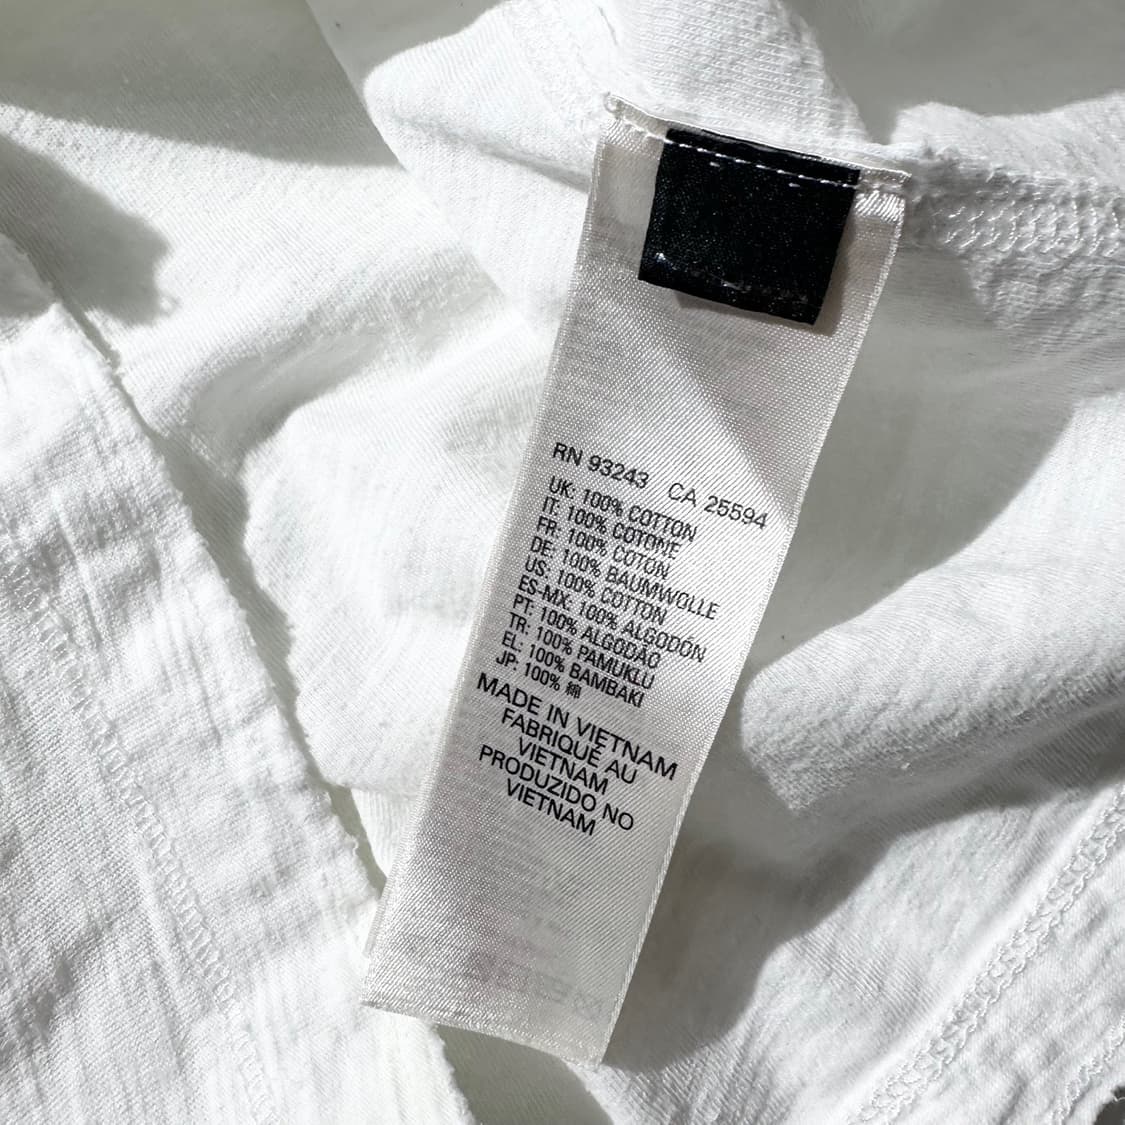 RN 93243 CA 25594
UK: 100% COTTON
IT: 100% COTONE
FR: 100% COTON
DE: 100% BAUMWOLLE
US: 100% COTTON
ES-MX: 100% ALGODÓN
PT: 100% ALGODÃO
TR: 100% PAMUKLU
EL: 100% BAMBAKI
JP: 100% 綿
MADE IN VIETNAM
FABRIQUÉ AU
VIETNAM
PRODUZIDO NO
VIETNAM